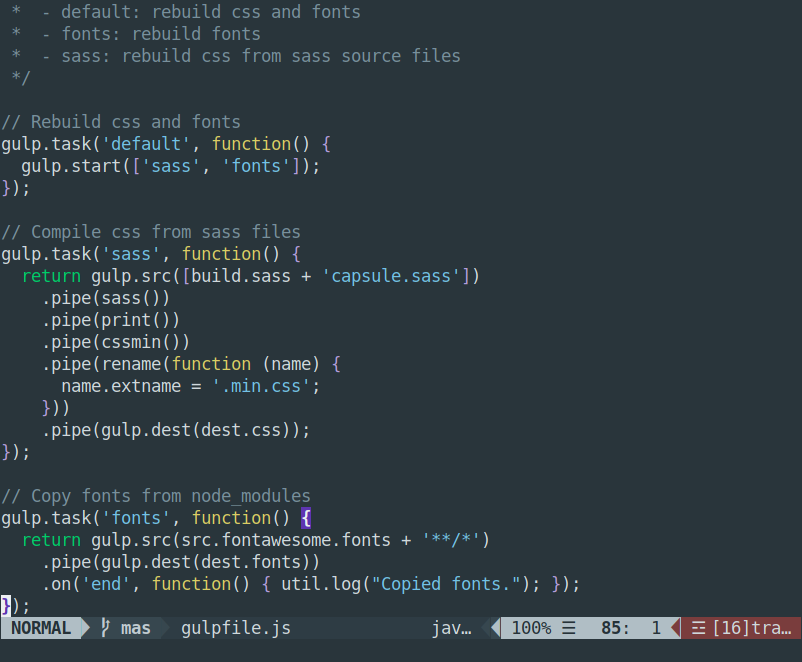 *  - default: rebuild css and fonts
 *  - fonts: rebuild fonts
 *  - sass: rebuild css from sass source files
 */

// Rebuild css and fonts
gulp.task('default', function() {
  gulp.start(['sass', 'fonts']);
});

// Compile css from sass files
gulp.task('sass', function() {
  return gulp.src([build.sass + 'capsule.sass'])
    .pipe(sass())
    .pipe(print())
    .pipe(cssmin())
    .pipe(rename(function (name) {
      name.extname = '.min.css';
    }))
    .pipe(gulp.dest(dest.css));
});

// Copy fonts from node_modules
gulp.task('fonts', function() {
  return gulp.src(src.fontawesome.fonts + '**/*')
    .pipe(gulp.dest(dest.fonts))
    .on('end', function() { util.log("Copied fonts."); });
});
NORMAL mas gulpfile.js jav… 100% ☰ 85: 1 ☲ [16]tra…